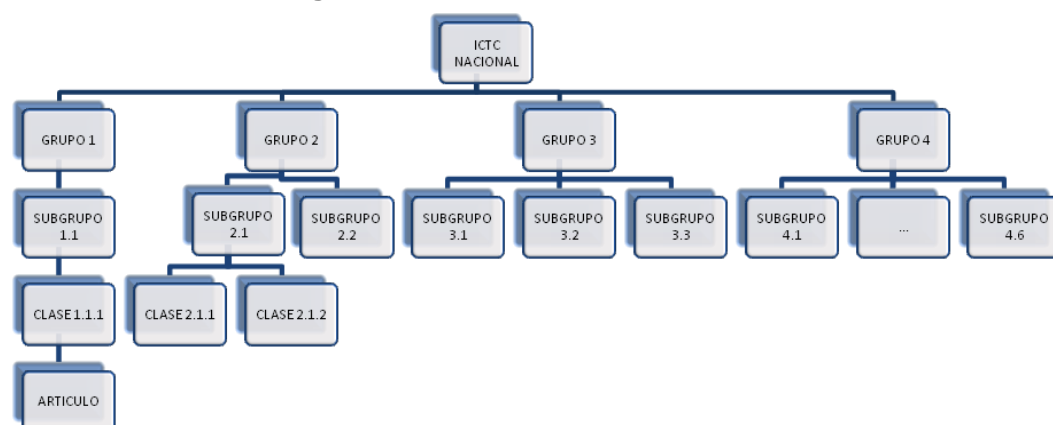 ICTC
NACIONAL
GRUPO 1
GRUPO 2
GRUPO 3
GRUPO 4
SUBGRUPO
1.1
SUBGRUPO
2.1
SUBGRUPO
2.2
SUBGRUPO
3.1
SUBGRUPO
3.2
SUBGRUPO
3.3
SUBGRUPO
4.1
...
SUBGRUPO
4.6
CLASE 1.1.1
CLASE 2.1.1
CLASE 2.1.2
ARTICULO